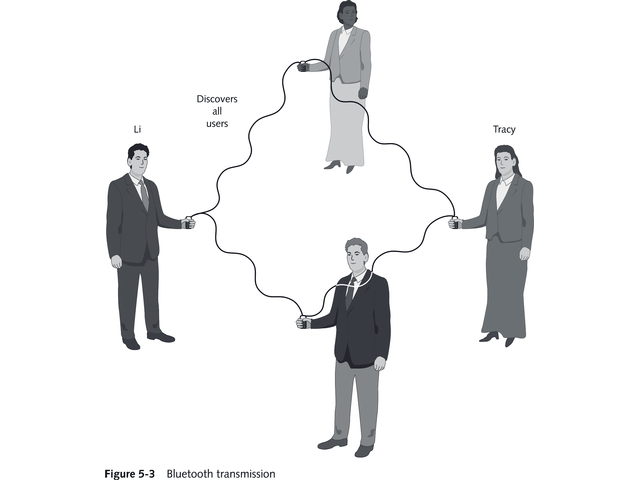 Discovers
all
users
Li
Tracy
Figure 5-3 Bluetooth transmission